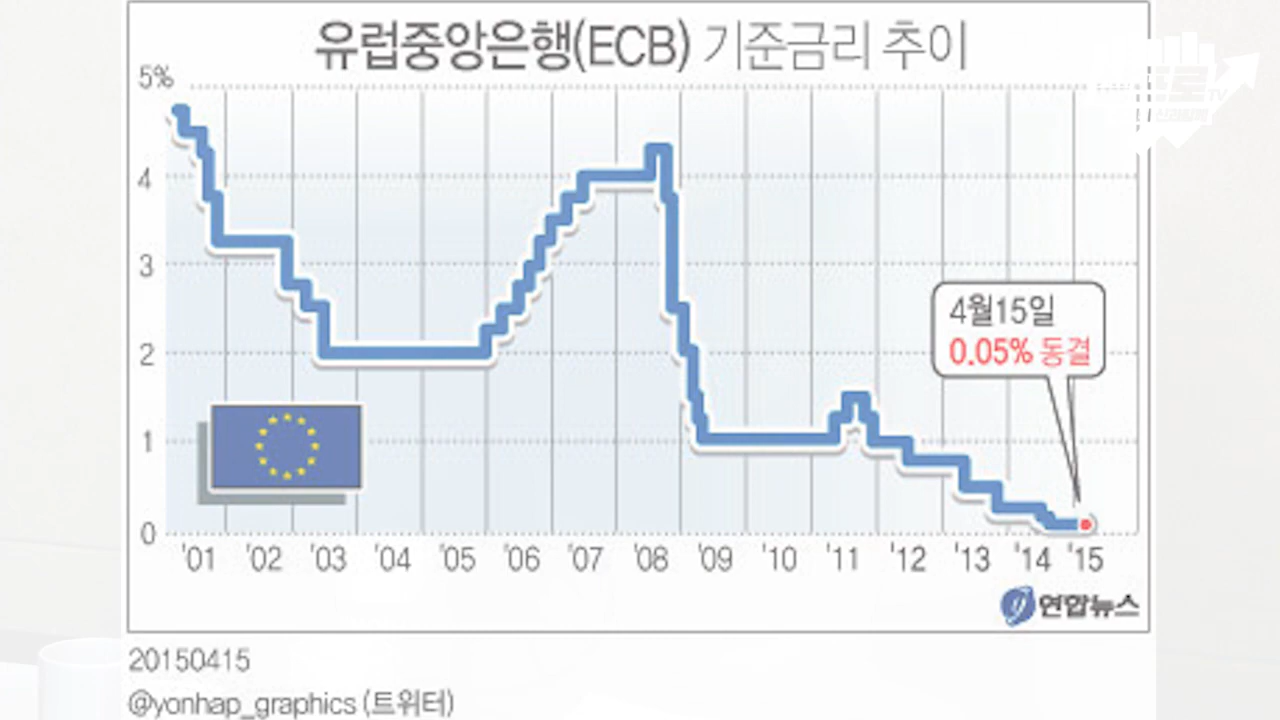 유럽중앙은행(ECB) 기준금리 추이
5%
4
3
2
1
0
4월15일
0.05% 동결
'01 '02 '03 '04 '05 '06 '07 '08 '09 '10 '11 '12 '13 '14 '15
연합뉴스
20150415
@yonhap_graphics (트위터)